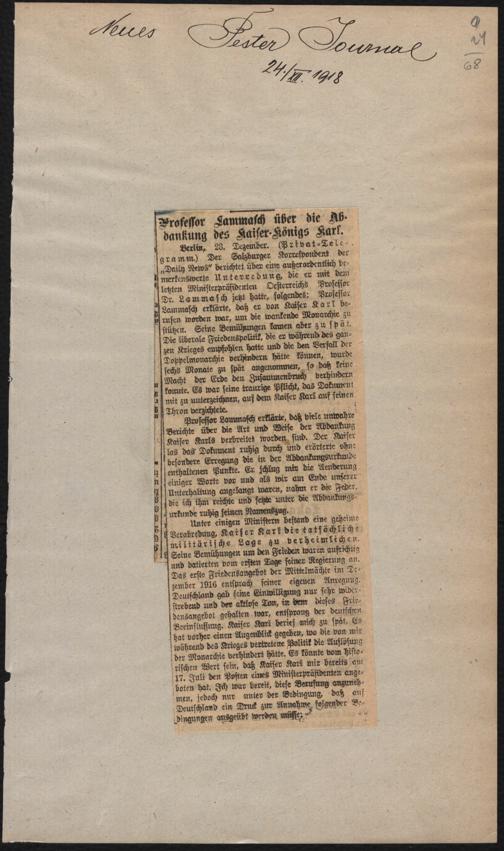 Neues Pester Journal
24/XII. 1918
9
24
68
Professor Lammasch über die Ab-
dankung des Kaiser-Königs Karl.
Berlin, 23. Dezember. (Privat-Tele-
gramm.) Der Salzburger Korrespondent der
„Daily News" berichtet über eine außerordentlich be-
merkenswerte Unterredung, die er mit dem
letzten Ministerpräsidenten Oesterreichs Professor
Dr. Lammasch jetzt hatte, folgendes: Professor
Lammasch erklärte, daß er von Kaiser Karl be-
rufen worden war, um die wankende Monarchie zu
stützen. Seine Bemühungen kamen aber zu spät.
Die liberale Friedenspolitik, die er während des gan-
zen Krieges empfohlen hatte und die den Verfall der
Doppelmonarchie verhindern hätte können, wurde
sechs Monate zu spät angenommen, so daß keine
Macht der Erde den Zusammenbruch verhindern
konnte. Es war seine traurige Pflicht, das Dokument
mit zu unterzeichnen, auf dem Kaiser Karl auf seinen
Thron verzichtete.
Professor Lammasch erklärte, daß viele unwahre
Berichte über die Art und Weise der Abdankung
Kaiser Karls verbreitet worden sind. Der Kaiser
las das Dokument ruhig durch und erörterte ohne
besondere Erregung die in der Abdankungsurkunde
enthaltenen Punkte. Er schlug mir die Aenderung
einiger Worte vor und als wir am Ende unserer
Unterhaltung angelangt waren, nahm er die Feder,
die ich ihm reichte und setzte unter die Abdankungs-
urkunde ruhig seinen Namenszug.
Unter einigen Ministern bestand eine geheime
Verabredung, Kaiser Karl die tatsächliche
militärische Lage zu verheimlichen.
Seine Bemühungen um den Frieden waren aufrichtig
und datierten vom ersten Tage seiner Regierung an.
Das erste Friedensangebot der Mittelmächte im De-
zember 1916 entsprach seiner eigenen Anregung.
Deutschland gab seine Einwilligung nur sehr wider-
strebend und der Ton, in dem dieses Frie-
densangebot gehalten war, entsprang der deutschen
Beeinflussung. Kaiser Karl berief mich zu spät. Es
hat vorher einen Augenblick gegeben, wo die von mir
während des Krieges vertretene Politik die Auflösung
der Monarchie verhindert hätte. Es könnte vom histo-
rischen Wert sein, daß Kaiser Karl mir bereits am
17. Juli den Posten eines Ministerpräsidenten ange-
boten hat. Ich war bereit, diese Berufung anzuneh-
men, jedoch nur unter der Bedingung, daß auf
Deutschland ein Druck zur Annahme folgender Be-
dingungen ausgeübt werden müsse: